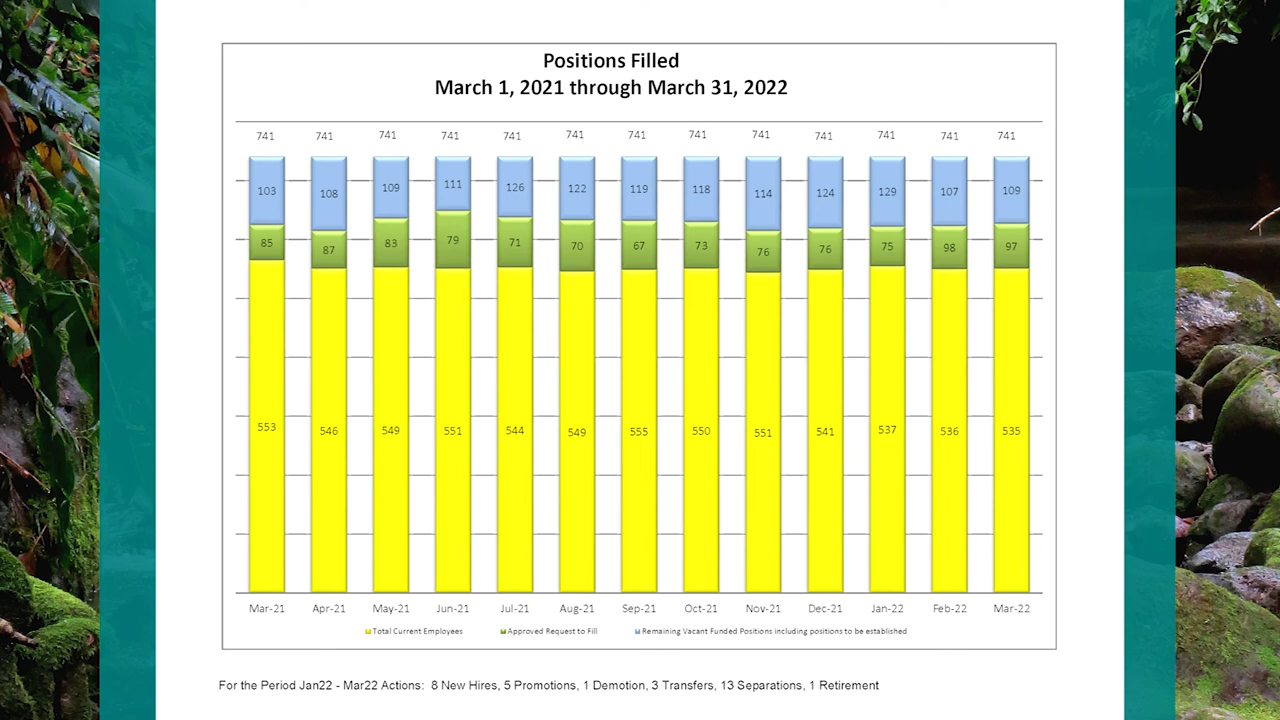 Positions Filled
March 1, 2021 through March 31, 2022
741 741 741 741 741 741 741 741 741 741 741 741 741
103 108 109 111 126 122 119 118 114 124 129 107 109
85 87 83 79 71 70 67 73 76 76 75 98 97
553 546 549 551 544 549 555 550 551 541 537 536 535
Mar-21 Apr-21 May-21 Jun-21 Jul-21 Aug-21 Sep-21 Oct-21 Nov-21 Dec-21 Jan-22 Feb-22 Mar-22
Total Current Employees Approved Request to Fill Remaining Vacant Funded Positions including positions to be established
For the Period Jan22 - Mar22 Actions: 8 New Hires, 5 Promotions, 1 Demotion, 3 Transfers, 13 Separations, 1 Retirement